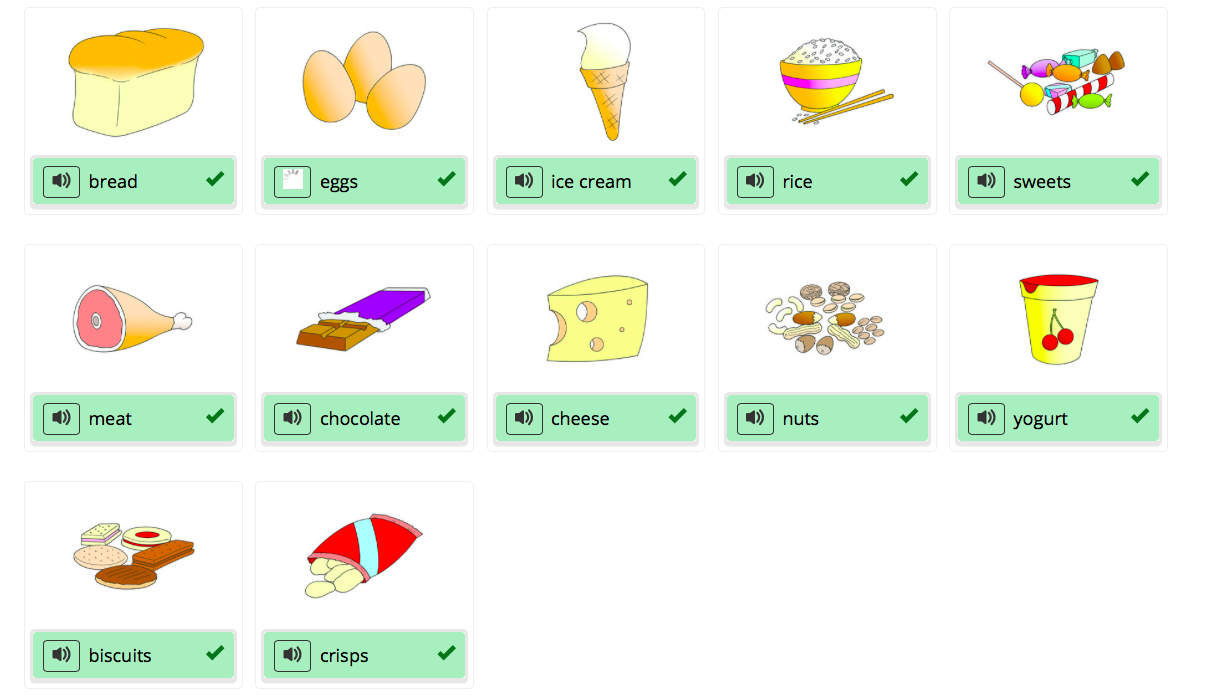 bread
eggs
ice cream
rice
sweets
meat
chocolate
cheese
nuts
yogurt
biscuits
crisps